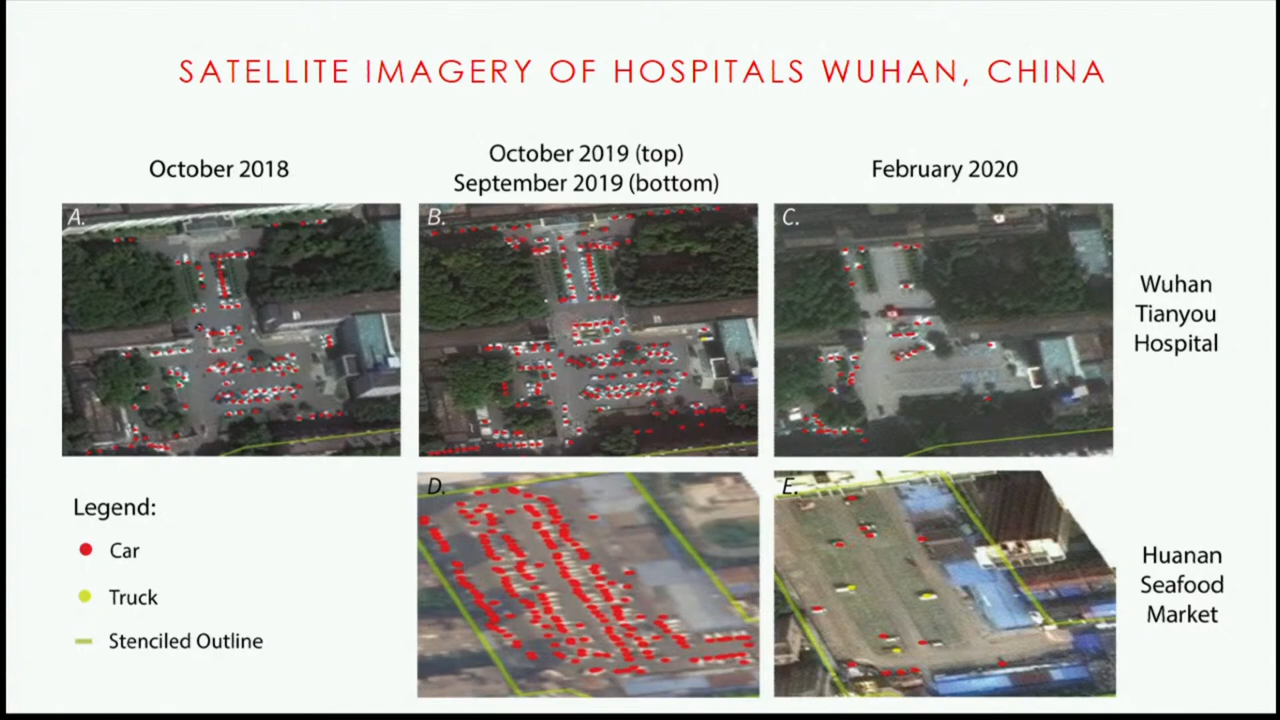 SATELLITE IMAGERY OF HOSPITALS WUHAN, CHINA
October 2018
October 2019 (top)
September 2019 (bottom)
February 2020
A.
B.
C.
Wuhan
Tianyou
Hospital
Legend:
Car
Truck
Stenciled Outline
D.
E.
Huanan
Seafood
Market